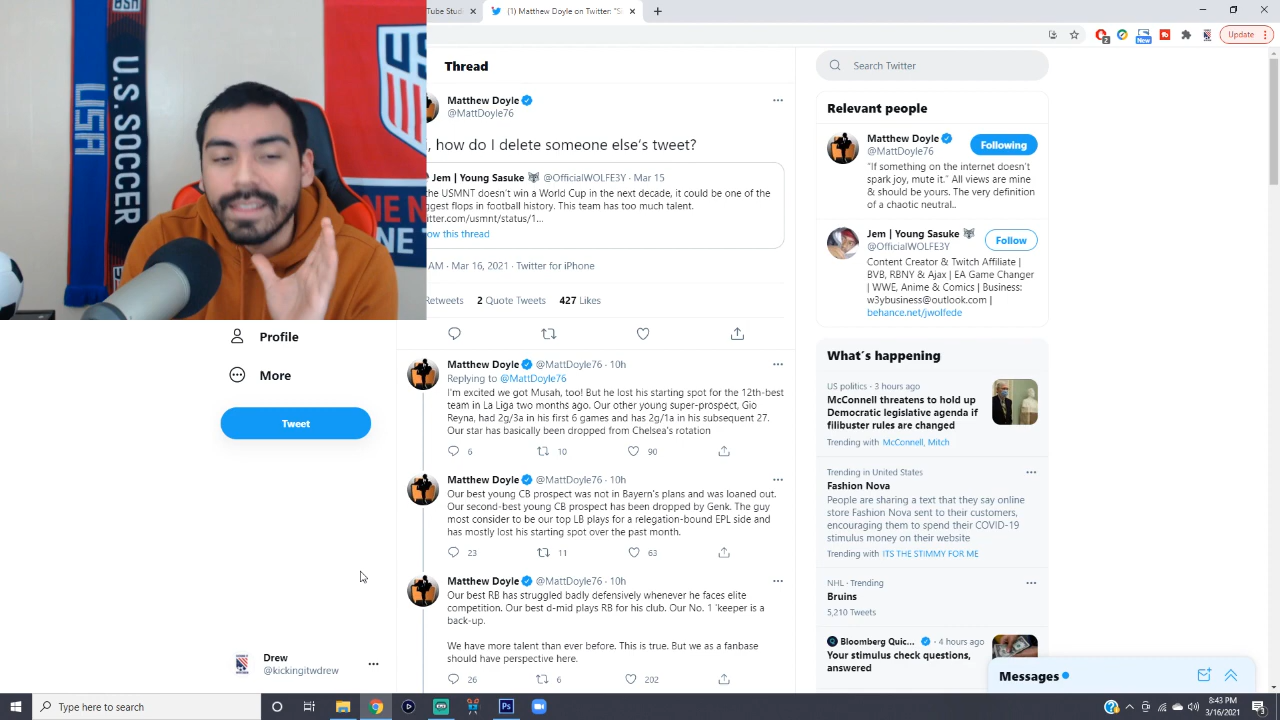 Tube Stud
(1) Matthew Doyle on Twitter: "S
Update
U.S. SOCCER
USA
Thread
Search Twitter
Matthew Doyle
@MattDoyle76
, how do I delete someone else's tweet?
Jem | Young Sasuke @OfficialWOLFE3Y · Mar 15
the USMNT doesn't win a World Cup in the next decade, it could be one of the
ggest flops in football history. This team has too much talent.
itter.com/usmnt/status/1...
ow this thread
AM · Mar 16, 2021 · Twitter for iPhone
Retweets 2 Quote Tweets 427 Likes
Profile
More
Tweet
Matthew Doyle @MattDoyle76 · 10h
Replying to @MattDoyle76
I'm excited we got Musah, too! But he lost his starting spot for the 12th-best
team in La Liga two months ago. Our other young super-prospect, Gio
Reyna, had 2g/3a in his first 6 games and has 2g/1a in his subsequent 27.
Our star has basically been dropped from Chelsea's rotation
6 10 90
Matthew Doyle @MattDoyle76 · 10h
Our best young CB prospect was not in Bayern's plans and was loaned out.
Our second-best young CB prospect has been dropped by Genk. The guy
most consider to be our top LB plays for a relegation-bound EPL side and
has mostly lost his starting spot over the past month.
23 11 63
Matthew Doyle @MattDoyle76 · 10h
Our best RB has struggled badly defensively whenever he faces elite
competition. Our best d-mid plays RB for his club. Our No. 1 'keeper is a
back-up.
We have more talent than ever before. This is true. But we as a fanbase
should have perspective here.
26 6 202
Drew
@kickingitwdrew
Relevant people
Matthew Doyle
@MattDoyle76
Following
"If something on the internet doesn't
spark joy, mute it." All views are mine
& should be yours. The very definition
of a chaotic neutral..
Jem | Young Sasuke
@OfficialWOLFE3Y
Follow
Content Creator & Twitch Affiliate |
BVB, RBNY & Ajax | EA Game Changer
| WWE, Anime & Comics | Business:
w3ybusiness@outlook.com |
behance.net/jwolfede
What's happening
US politics · 3 hours ago
McConnell threatens to hold up
Democratic legislative agenda if
filibuster rules are changed
Trending with McConnell, Mitch
Trending in United States
Fashion Nova
People are sharing a text that they say online
store Fashion Nova sent to their customers,
encouraging them to spend their COVID-19
stimulus money on their website
Trending with ITS THE STIMMY FOR ME
NHL · Trending
Bruins
5,210 Tweets
Bloomberg Quic... · 4 hours ago
Your stimulus check questions,
answered
Messages
Type here to search
8:43 PM
3/16/2021